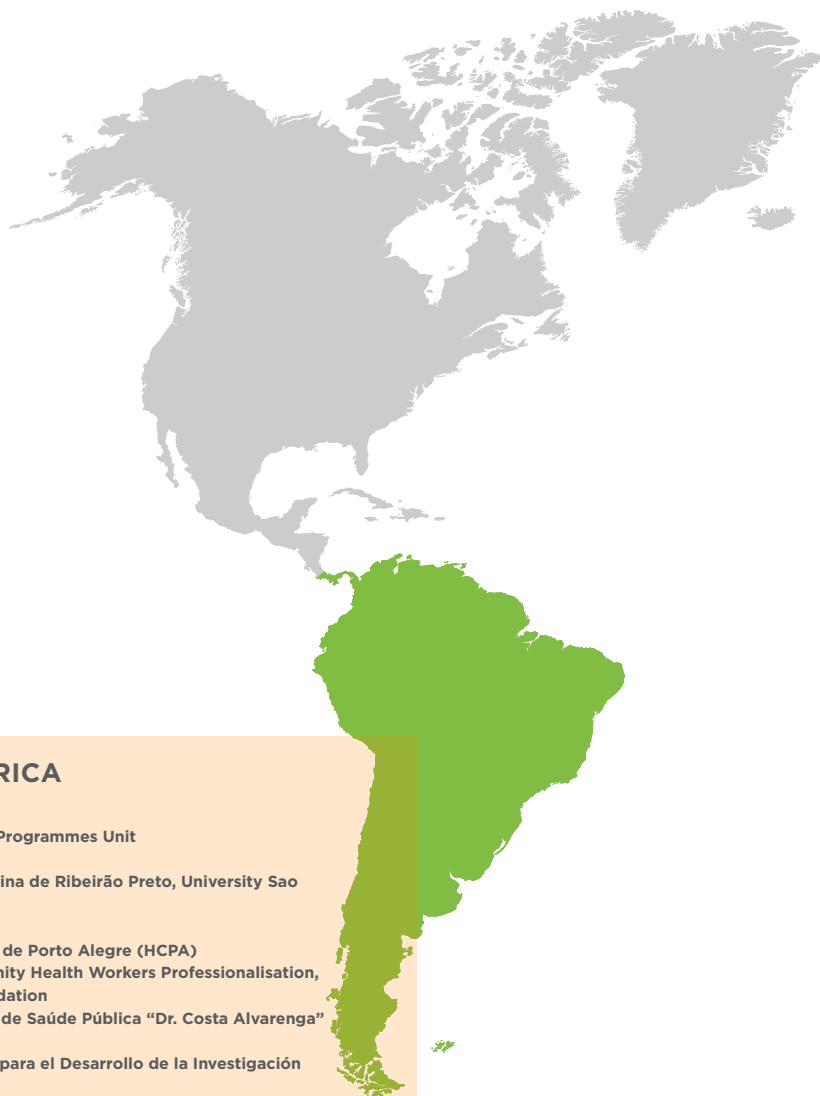 RICA
Programmes Unit
ina de Ribeirão Preto, University Sao
de Porto Alegre (HCPA)
nity Health Workers Professionalisation,
dation
de Saúde Pública “Dr. Costa Alvarenga”
para el Desarrollo de la Investigación